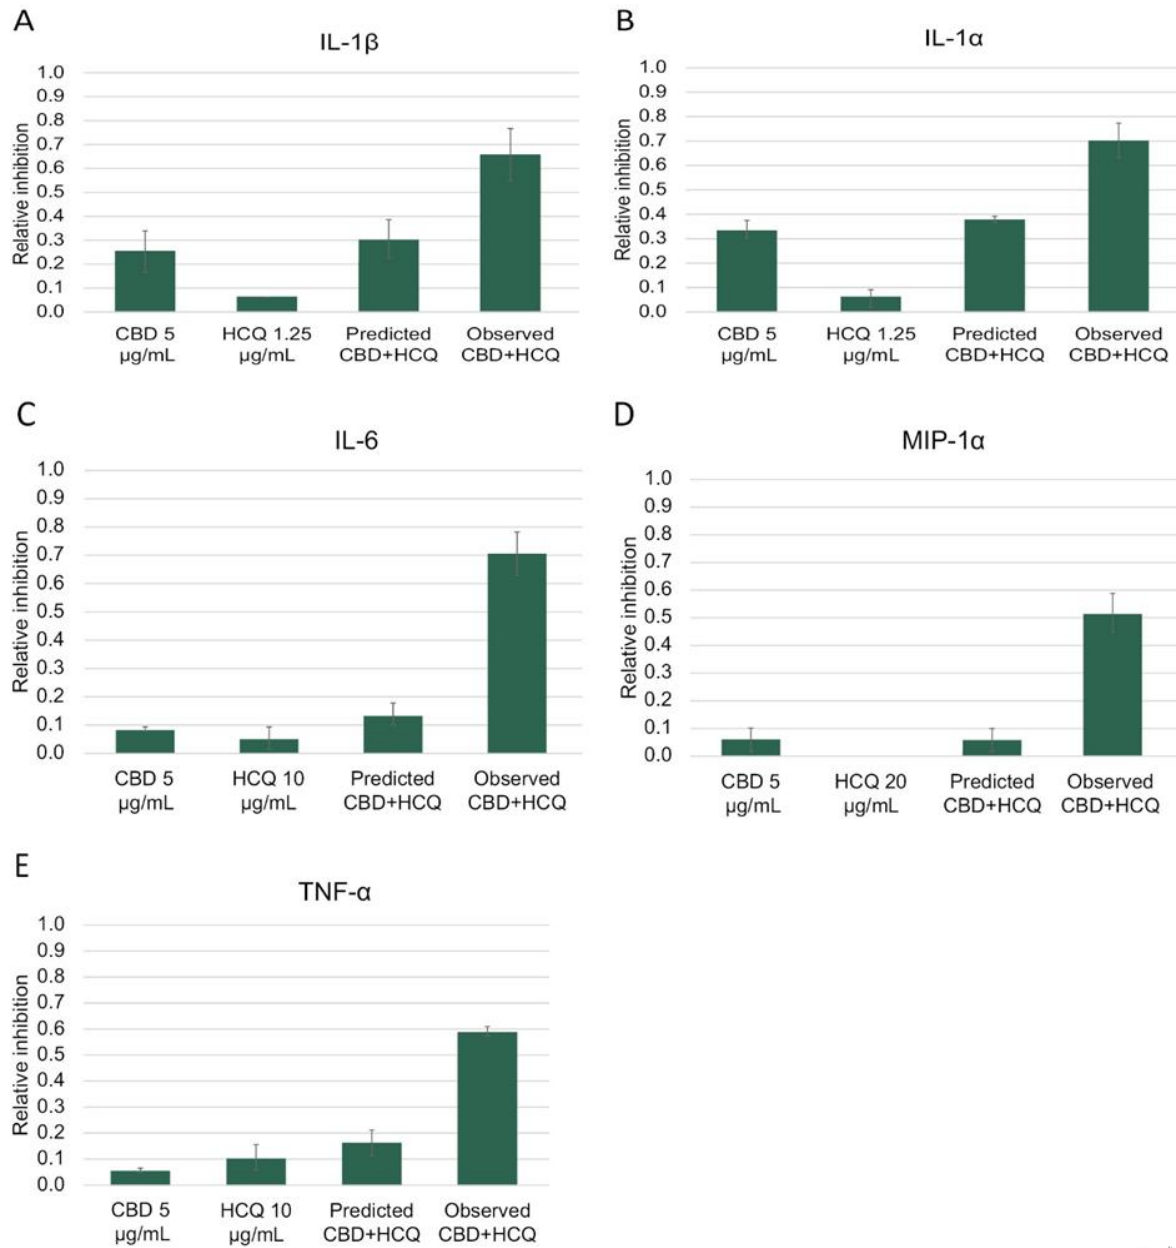 A
IL-1β
Relative inhibition
1.0
0.9
0.8
0.7
0.6
0.5
0.4
0.3
0.2
0.1
0.0
CBD 5
µg/mL
HCQ 1.25
µg/mL
Predicted
CBD+HCQ
Observed
CBD+HCQ
B
IL-1α
Relative inhibition
1.0
0.9
0.8
0.7
0.6
0.5
0.4
0.3
0.2
0.1
0.0
CBD 5
µg/mL
HCQ 1.25
µg/mL
Predicted
CBD+HCQ
Observed
CBD+HCQ
C
IL-6
Relative inhibition
1.0
0.9
0.8
0.7
0.6
0.5
0.4
0.3
0.2
0.1
0.0
CBD 5
µg/mL
HCQ 10
µg/mL
Predicted
CBD+HCQ
Observed
CBD+HCQ
D
MIP-1α
Relative inhibition
1.0
0.9
0.8
0.7
0.6
0.5
0.4
0.3
0.2
0.1
0.0
CBD 5
µg/mL
HCQ 20
µg/mL
Predicted
CBD+HCQ
Observed
CBD+HCQ
E
TNF-α
Relative inhibition
1.0
0.9
0.8
0.7
0.6
0.5
0.4
0.3
0.2
0.1
0.0
CBD 5
µg/mL
HCQ 10
µg/mL
Predicted
CBD+HCQ
Observed
CBD+HCQ